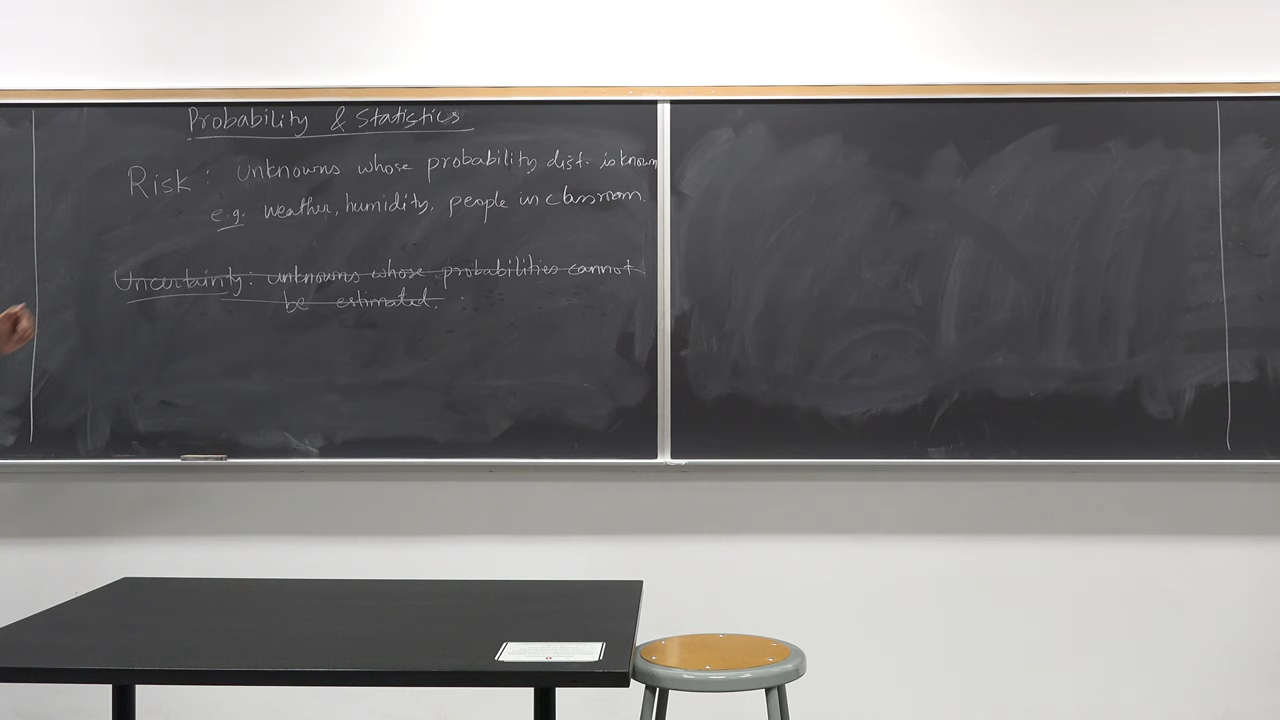 Probability & Statistics
Risk: unknowns whose probability dist. is known
e.g. weather, humidity, people in classroom.
Uncertainty: unknowns whose probabilities cannot
be estimated.